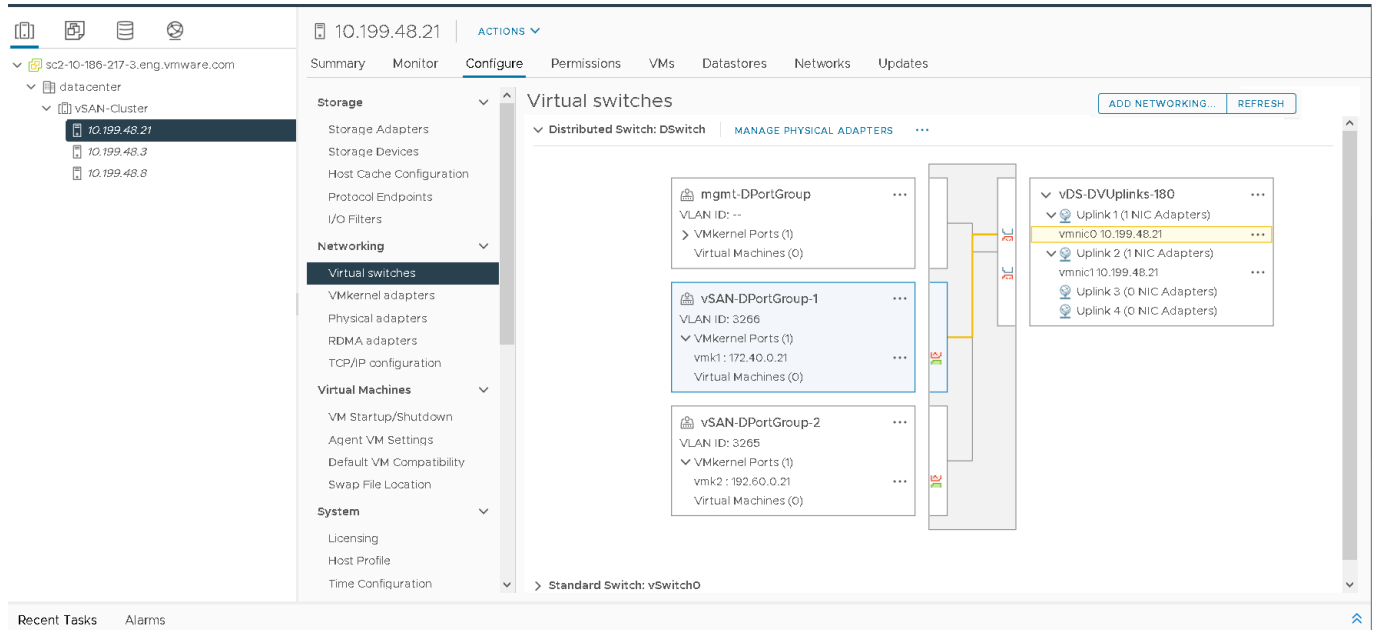 10.199.48.21 ACTIONS
sc2-10-186-217-3.eng.vmware.com
datacenter
vSAN-Cluster
10.199.48.21
10.199.48.3
10.199.48.8
Summary Monitor Configure Permissions VMs Datastores Networks Updates
Storage
Storage Adapters
Storage Devices
Host Cache Configuration
Protocol Endpoints
I/O Filters
Networking
Virtual switches
VMkernel adapters
Physical adapters
RDMA adapters
TCP/IP configuration
Virtual Machines
VM Startup/Shutdown
Agent VM Settings
Default VM Compatibility
Swap File Location
System
Licensing
Host Profile
Time Configuration
Virtual switches
ADD NETWORKING... REFRESH
Distributed Switch: DSwitch MANAGE PHYSICAL ADAPTERS ...
mgmt-DPortGroup ...
VLAN ID: --
VMkernel Ports (1)
Virtual Machines (0)
vSAN-DPortGroup-1 ...
VLAN ID: 3266
VMkernel Ports (1)
vmk1 : 172.40.0.21 ...
Virtual Machines (0)
vSAN-DPortGroup-2 ...
VLAN ID: 3265
VMkernel Ports (1)
vmk2 : 192.60.0.21 ...
Virtual Machines (0)
vDS-DVUplinks-180 ...
Uplink 1 (1 NIC Adapters)
vmnic0 10.199.48.21 ...
Uplink 2 (1 NIC Adapters)
vmnic1 10.199.48.21 ...
Uplink 3 (0 NIC Adapters)
Uplink 4 (0 NIC Adapters)
Standard Switch: vSwitch0
Recent Tasks Alarms